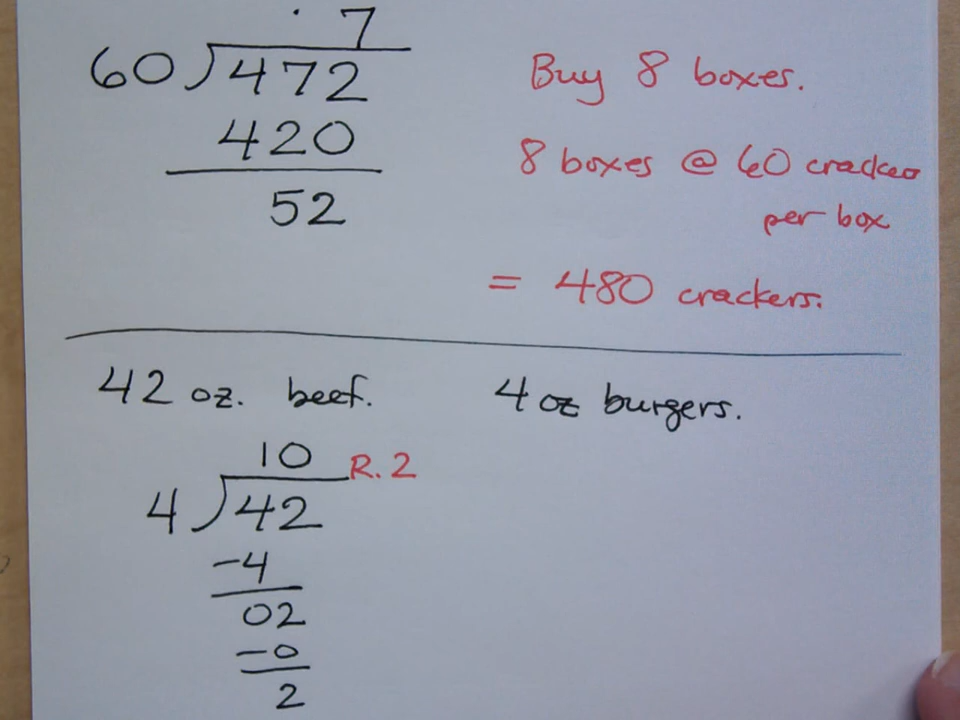 7
60 ) 472
420
52
Buy 8 boxes.
8 boxes @ 60 crackers
per box
= 480 crackers.
42 oz. beef.
4 oz burgers.
10 R. 2
4 ) 42
-4
02
-0
2